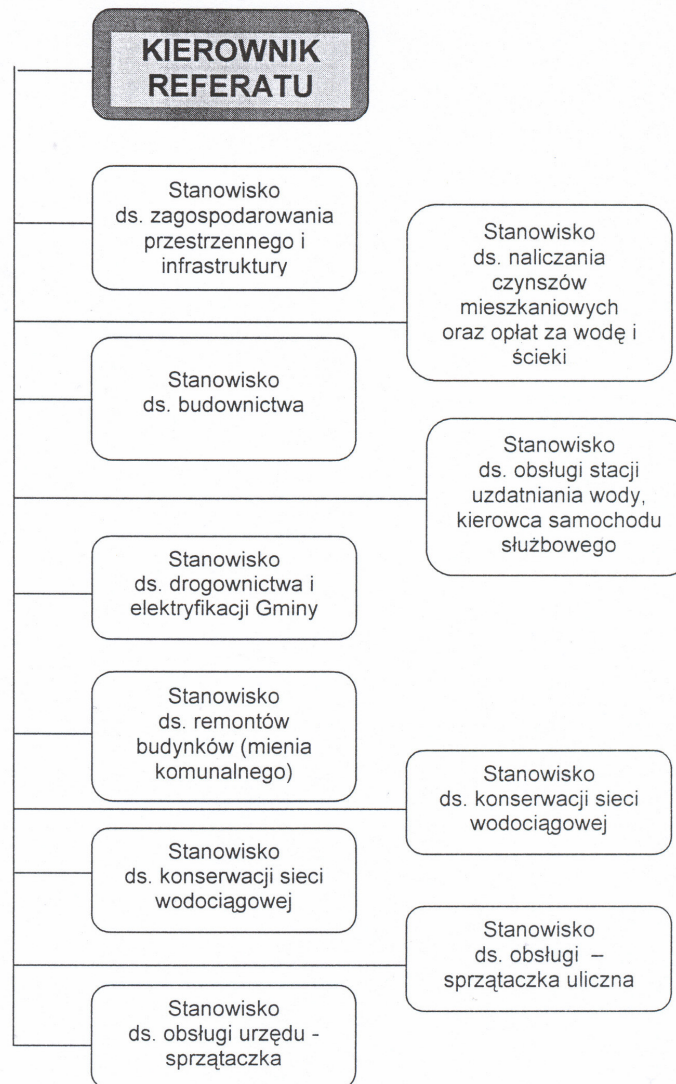 KIEROWNIK
REFERATU
Stanowisko
ds. zagospodarowania
przestrzennego i
infrastruktury
Stanowisko
ds. naliczania
czynszów
mieszkaniowych
oraz opłat za wodę i
ścieki
Stanowisko
ds. budownictwa
Stanowisko
ds. obsługi stacji
uzdatniania wody,
kierowca samochodu
służbowego
Stanowisko
ds. drogownictwa i
elektryfikacji Gminy
Stanowisko
ds. remontów
budynków (mienia
komunalnego)
Stanowisko
ds. konserwacji sieci
wodociągowej
Stanowisko
ds. konserwacji sieci
wodociągowej
Stanowisko
ds. obsługi –
sprzątaczka uliczna
Stanowisko
ds. obsługi urzędu -
sprzątaczka